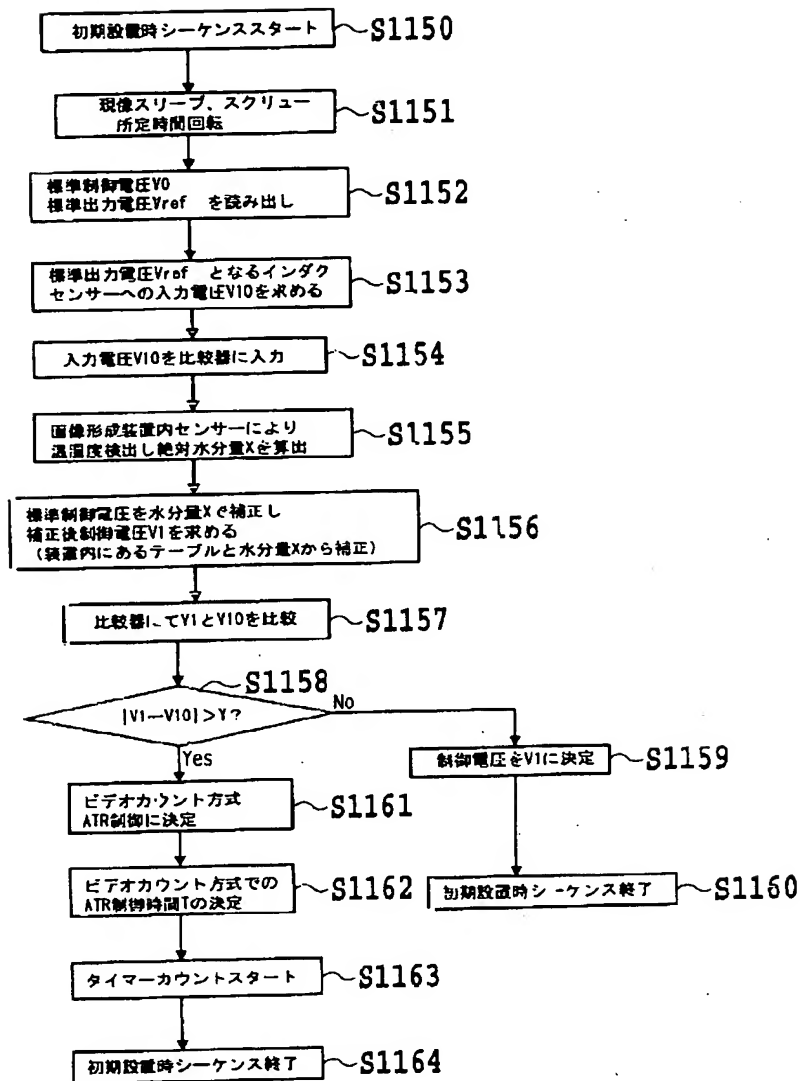 初期設置時シーケンススタート
S1150
現像スリーブ、スクリュー
所定時間回転
S1151
標準制御電圧V0
標準出力電圧Vref を読み出し
S1152
標準出力電圧Vref となるインダク
センサーへの入力電圧V10を求める
S1153
入力電圧V10を比較器に入力
S1154
画像形成装置内センサーにより
温湿度検出し絶対水分量Xを算出
S1155
標準制御電圧を水分量Xで補正し
補正後制御電圧V1を求める
(装置内にあるテーブルと水分量Xから補正)
S1156
比較器にてV1とV10を比較
S1157
S1158
|V1-V10|>Y?
No
Yes
制御電圧をV1に決定
S1159
ビデオカウント方式
ATR制御に決定
S1161
ビデオカウント方式での
ATR制御時間Tの決定
S1162
初期設置時シーケンス終了
S1160
タイマーカウントスタート
S1163
初期設置時シーケンス終了
S1164